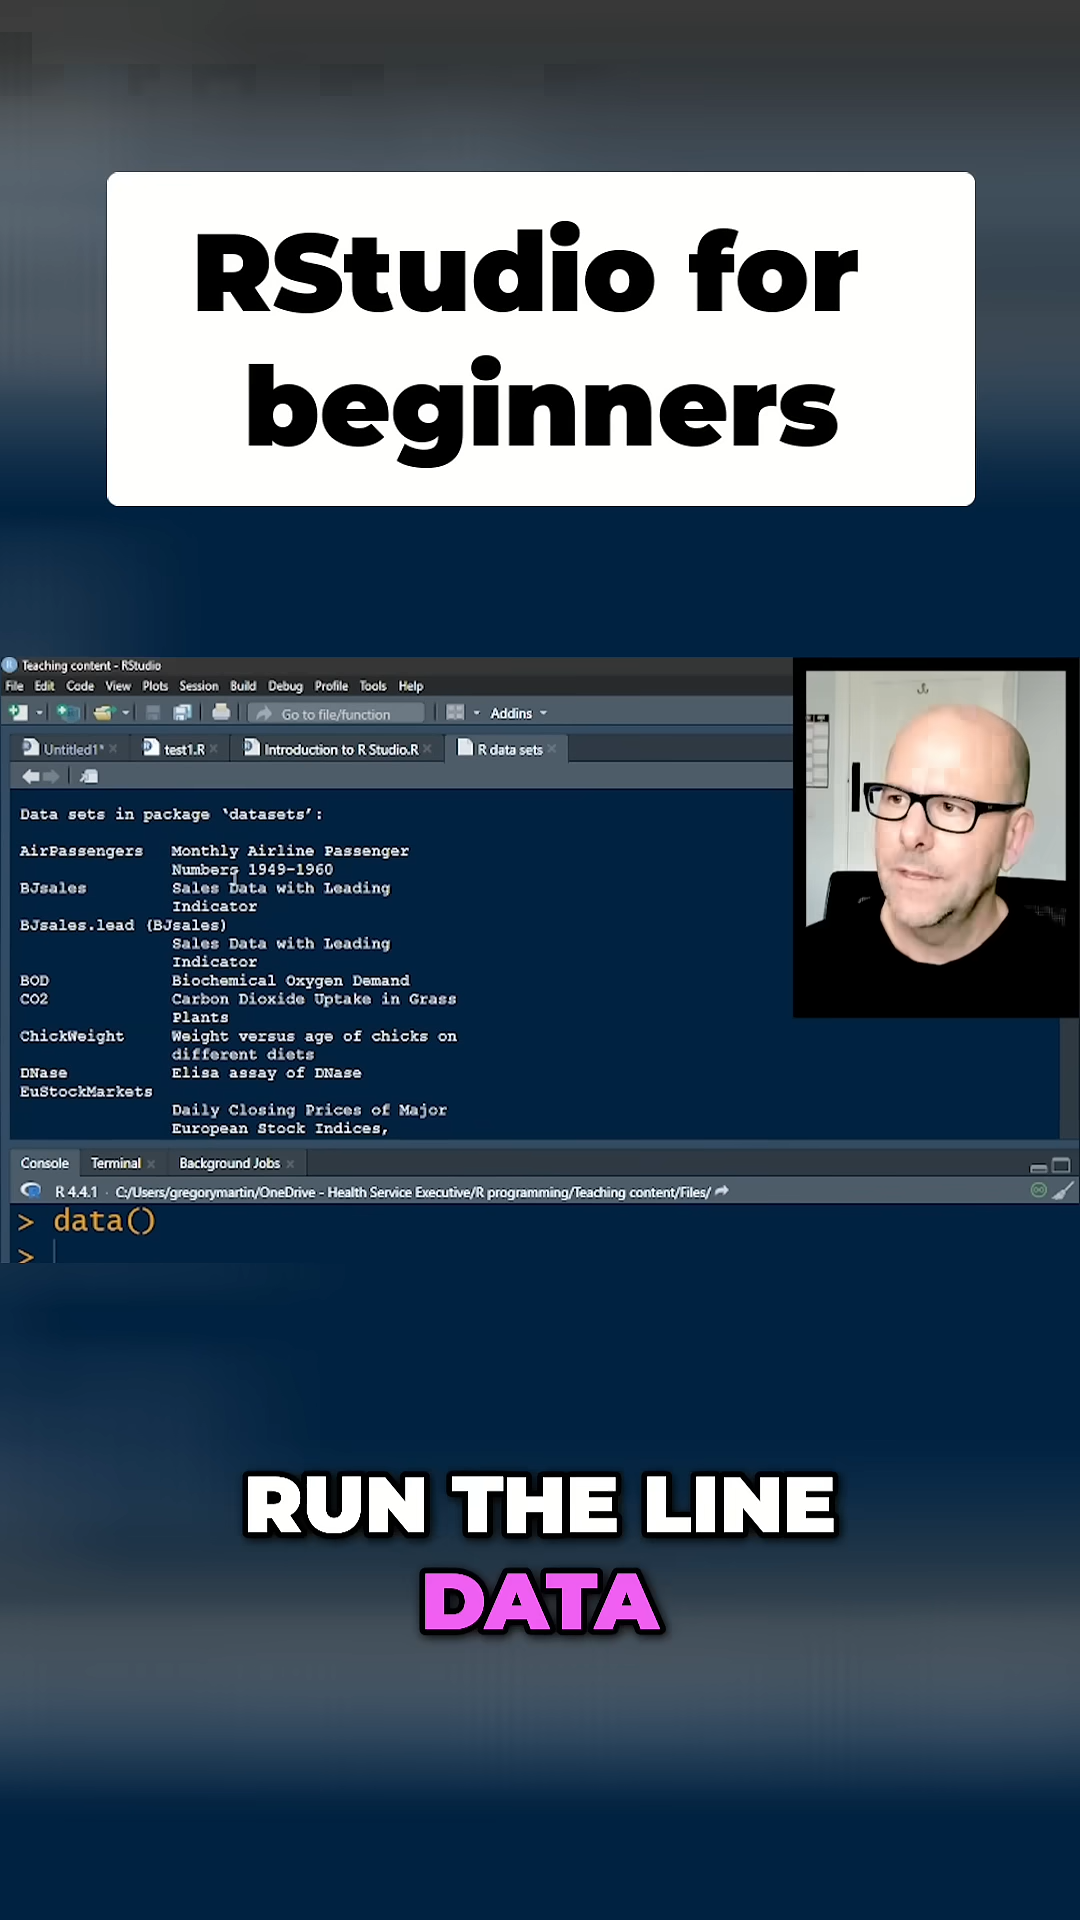 RStudio for
beginners
Teaching content - RStudio
File Edit Code View Plots Session Build Debug Profile Tools Help
Go to file/function Addins
Untitled1* test1.R Introduction to R Studio.R R data sets
Data sets in package ‘datasets’:
AirPassengers Monthly Airline Passenger
Numbers 1949-1960
BJsales Sales Data with Leading
Indicator
BJsales.lead (BJsales)
Sales Data with Leading
Indicator
BOD Biochemical Oxygen Demand
CO2 Carbon Dioxide Uptake in Grass
Plants
ChickWeight Weight versus age of chicks on
different diets
DNase Elisa assay of DNase
EuStockMarkets
Daily Closing Prices of Major
European Stock Indices,
Console Terminal Background Jobs
R 4.4.1 · C:/Users/gregorymartin/OneDrive - Health Service Executive/R programming/Teaching content/Files/
> data()
>
RUN THE LINE
DATA